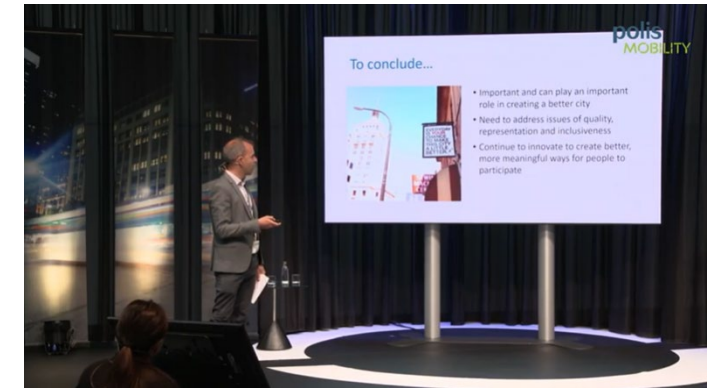 polis
MOBILITY
To conclude...
• Important and can play an important
role in creating a better city
• Need to address issues of quality,
representation and inclusiveness
• Continue to innovate to create better,
more meaningful ways for people to
participate